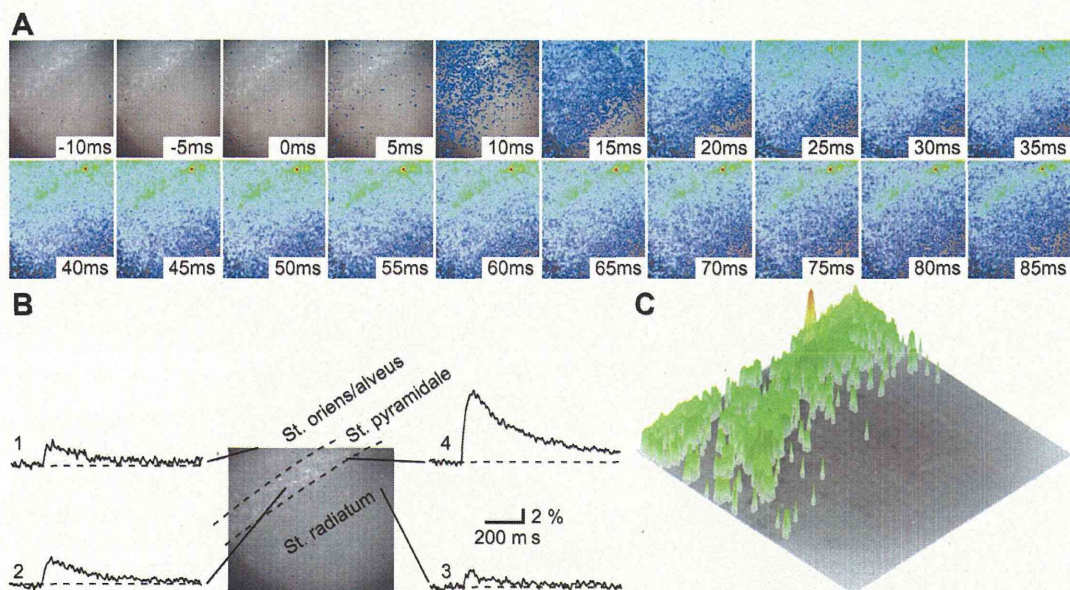 A
-10ms -5ms 0ms 5ms 10ms 15ms 20ms 25ms 30ms 35ms
40ms 45ms 50ms 55ms 60ms 65ms 70ms 75ms 80ms 85ms
B
C
St. oriens/alveus
St. pyramidale
1
4
St. radiatum
2 %
200 ms
2
3